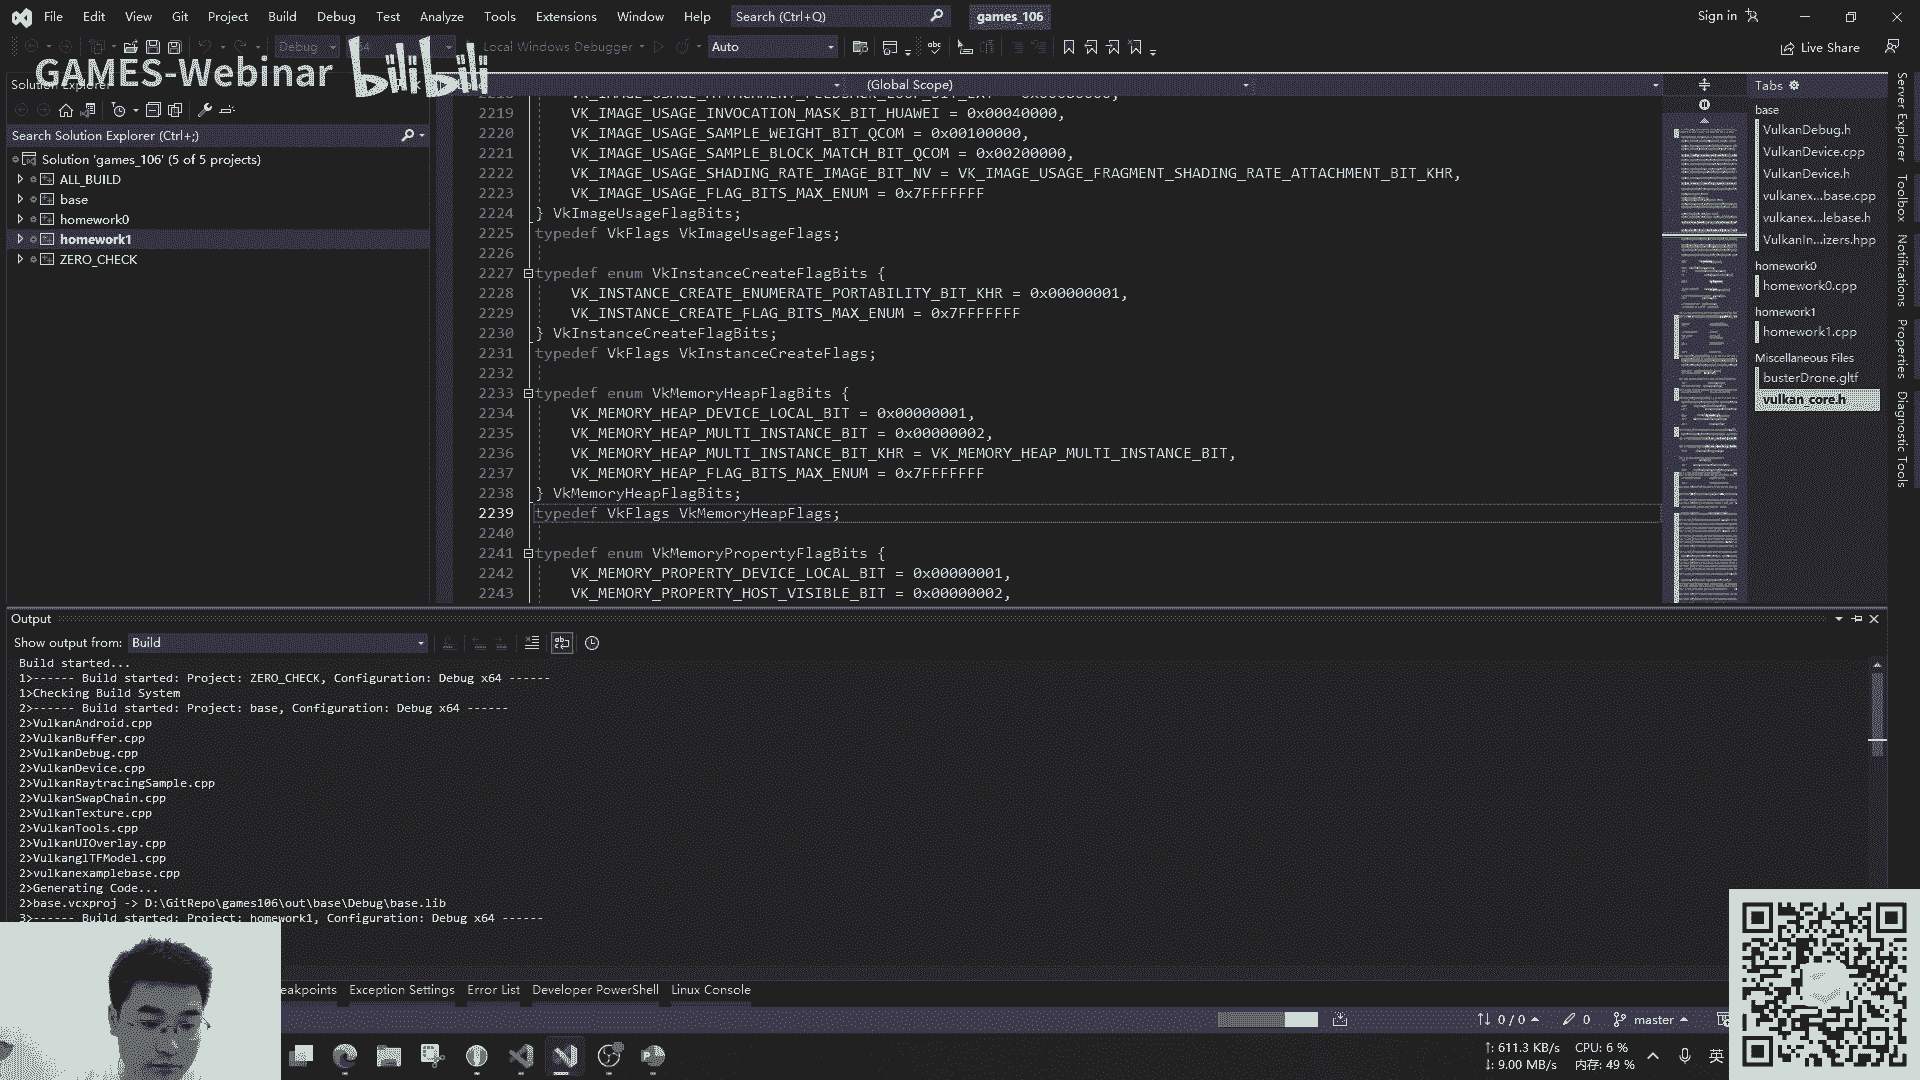 File Edit View Git Project Build Debug Test Analyze Tools Extensions Window Help Search (Ctrl+Q) games_106 Sign in
Debug Local Windows Debugger Auto Live Share
GAMES-Webinar bilibili
Solution Explorer
(Global Scope)
Search Solution Explorer (Ctrl+;)
Solution 'games_106' (5 of 5 projects)
ALL_BUILD
base
homework0
homework1
ZERO_CHECK
2219 VK_IMAGE_USAGE_INVOCATION_MASK_BIT_HUAWEI = 0x00040000,
2220 VK_IMAGE_USAGE_SAMPLE_WEIGHT_BIT_QCOM = 0x00100000,
2221 VK_IMAGE_USAGE_SAMPLE_BLOCK_MATCH_BIT_QCOM = 0x00200000,
2222 VK_IMAGE_USAGE_SHADING_RATE_IMAGE_BIT_NV = VK_IMAGE_USAGE_FRAGMENT_SHADING_RATE_ATTACHMENT_BIT_KHR,
2223 VK_IMAGE_USAGE_FLAG_BITS_MAX_ENUM = 0x7FFFFFFF
2224 } VkImageUsageFlagBits;
2225 typedef VkFlags VkImageUsageFlags;
2226
2227 typedef enum VkInstanceCreateFlagBits {
2228 VK_INSTANCE_CREATE_ENUMERATE_PORTABILITY_BIT_KHR = 0x00000001,
2229 VK_INSTANCE_CREATE_FLAG_BITS_MAX_ENUM = 0x7FFFFFFF
2230 } VkInstanceCreateFlagBits;
2231 typedef VkFlags VkInstanceCreateFlags;
2232
2233 typedef enum VkMemoryHeapFlagBits {
2234 VK_MEMORY_HEAP_DEVICE_LOCAL_BIT = 0x00000001,
2235 VK_MEMORY_HEAP_MULTI_INSTANCE_BIT = 0x00000002,
2236 VK_MEMORY_HEAP_MULTI_INSTANCE_BIT_KHR = VK_MEMORY_HEAP_MULTI_INSTANCE_BIT,
2237 VK_MEMORY_HEAP_FLAG_BITS_MAX_ENUM = 0x7FFFFFFF
2238 } VkMemoryHeapFlagBits;
2239 typedef VkFlags VkMemoryHeapFlags;
2240
2241 typedef enum VkMemoryPropertyFlagBits {
2242 VK_MEMORY_PROPERTY_DEVICE_LOCAL_BIT = 0x00000001,
2243 VK_MEMORY_PROPERTY_HOST_VISIBLE_BIT = 0x00000002,
Tabs
base
VulkanDebug.h
VulkanDevice.cpp
VulkanDevice.h
vulkanex...base.cpp
vulkanex...lebase.h
VulkanIn...izers.hpp
homework0
homework0.cpp
homework1
homework1.cpp
Miscellaneous Files
busterDrone.gltf
vulkan_core.h
Server Explorer
Toolbox
Notifications
Properties
Diagnostic Tools
Output
Show output from: Build
Build started...
1>------ Build started: Project: ZERO_CHECK, Configuration: Debug x64 ------
1>Checking Build System
2>------ Build started: Project: base, Configuration: Debug x64 ------
2>VulkanAndroid.cpp
2>VulkanBuffer.cpp
2>VulkanDebug.cpp
2>VulkanDevice.cpp
2>VulkanRaytracingSample.cpp
2>VulkanSwapChain.cpp
2>VulkanTexture.cpp
2>VulkanTools.cpp
2>VulkanUIOverlay.cpp
2>VulkanglTFModel.cpp
2>vulkanexamplebase.cpp
2>Generating Code...
2>base.vcxproj -> D:\GitRepo\games106\out\base\Debug\base.lib
3>------ Build started: Project: homework1, Configuration: Debug x64 ------
eakpoints Exception Settings Error List Developer PowerShell Linux Console
0 / 0 0 master
↑: 611.3 KB/s CPU: 6 %
↓: 9.00 MB/s 内存: 49 %
英